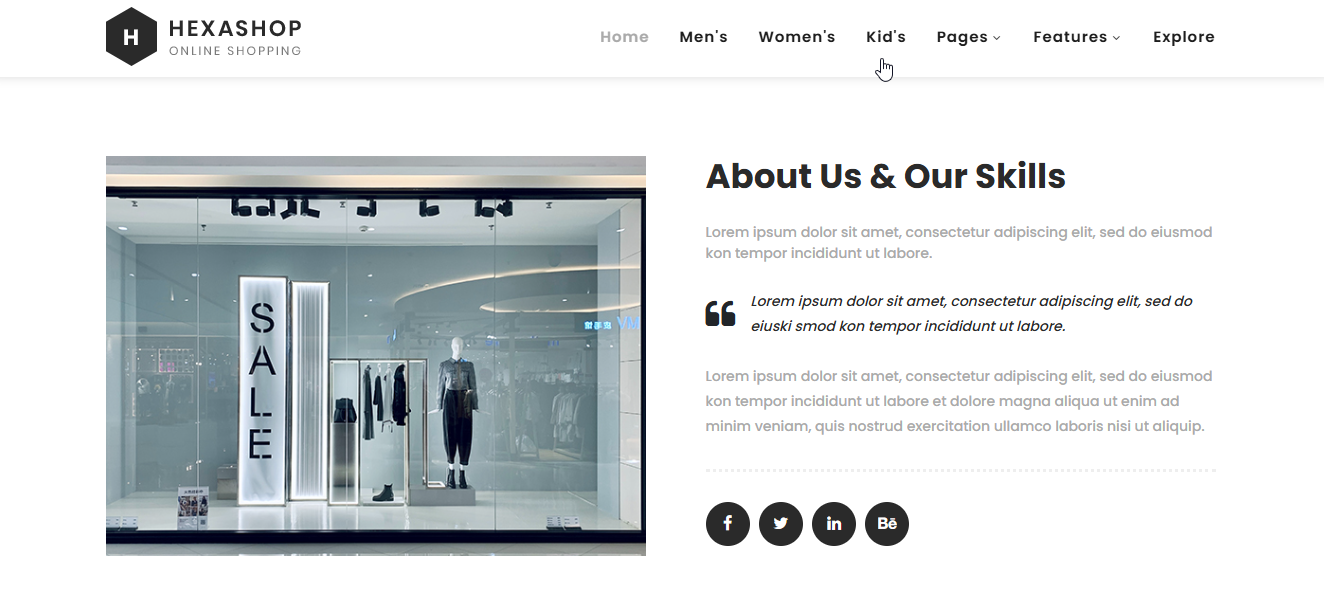 H HEXASHOP
ONLINE SHOPPING
Home Men's Women's Kid's Pages Features Explore
About Us & Our Skills
Lorem ipsum dolor sit amet, consectetur adipiscing elit, sed do eiusmod
kon tempor incididunt ut labore.
Lorem ipsum dolor sit amet, consectetur adipiscing elit, sed do
eiuski smod kon tempor incididunt ut labore.
Lorem ipsum dolor sit amet, consectetur adipiscing elit, sed do eiusmod
kon tempor incididunt ut labore et dolore magna aliqua ut enim ad
minim veniam, quis nostrud exercitation ullamco laboris nisi ut aliquip.
SALE
VM
f in Bē